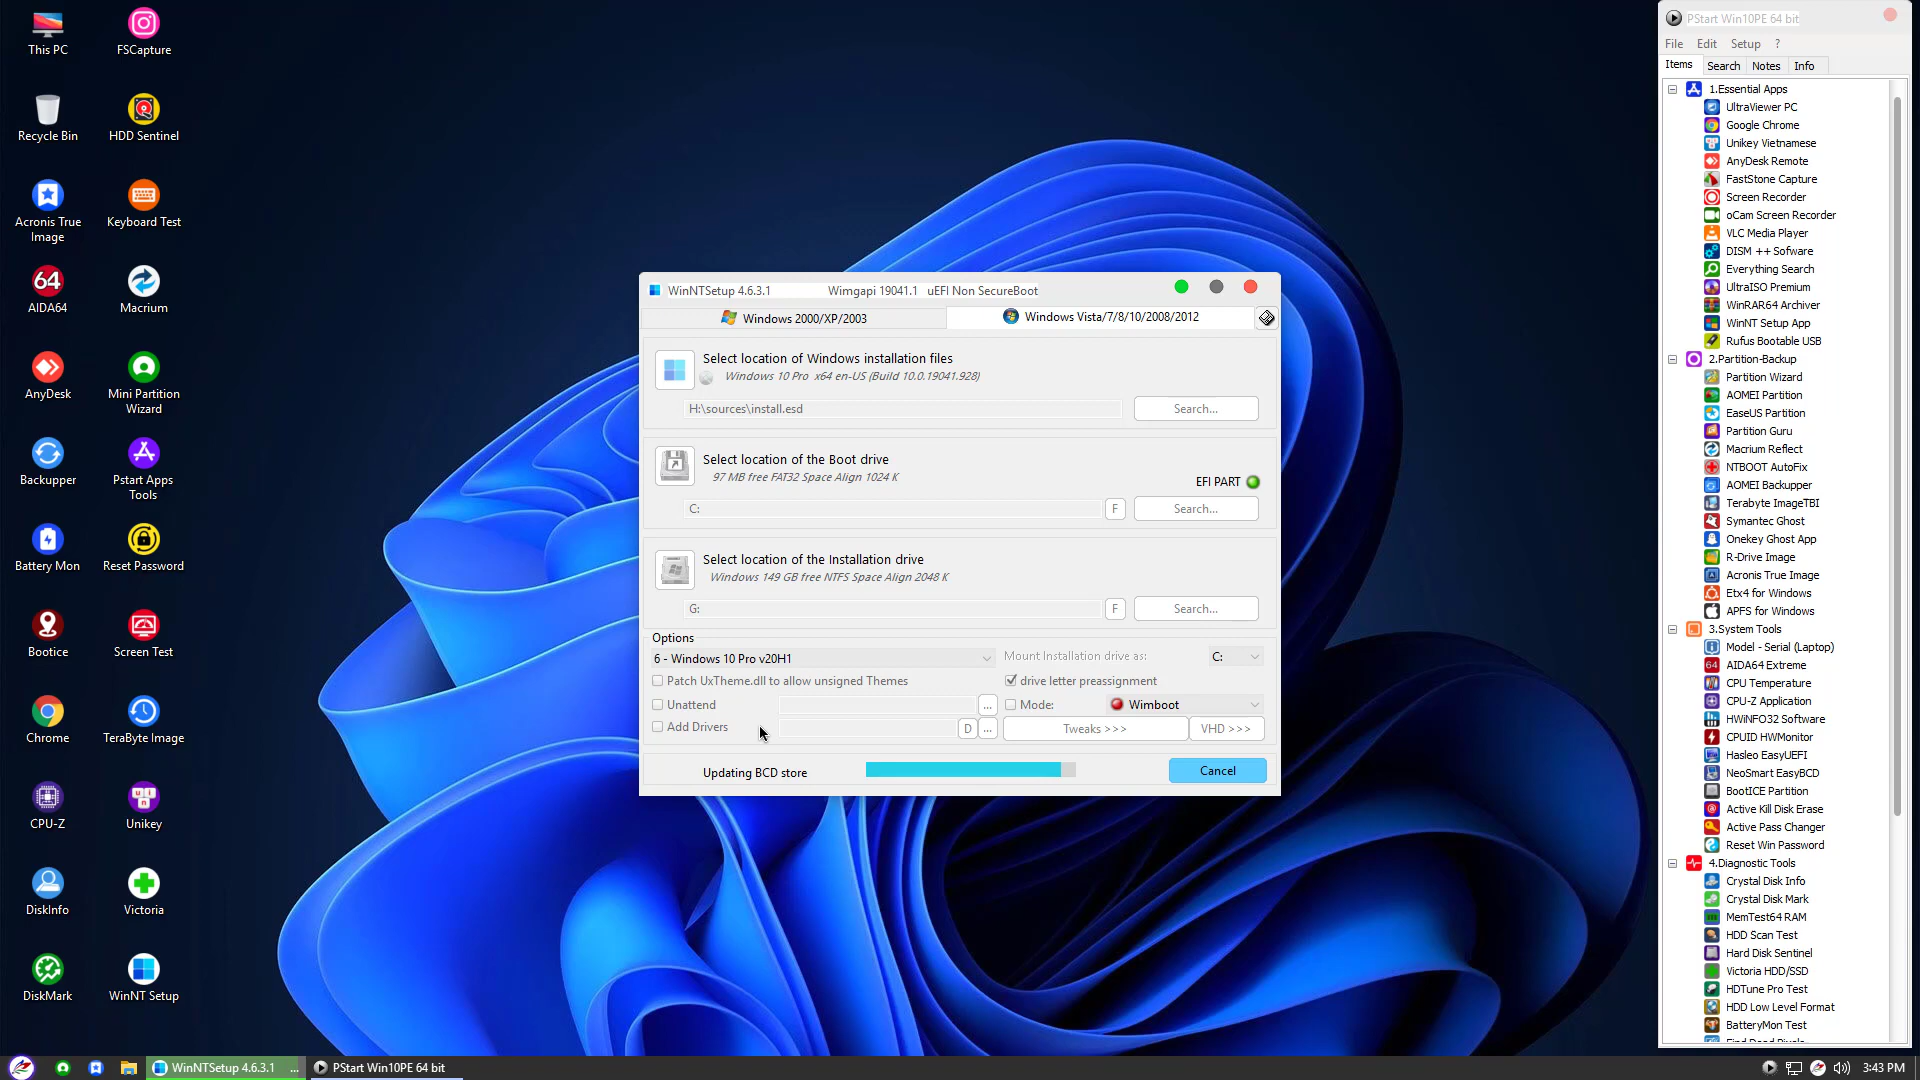 This PC
FSCapture
Recycle Bin
HDD Sentinel
Acronis True
Image
Keyboard Test
64
AIDA64
Macrium
AnyDesk
Mini Partition
Wizard
Backupper
Pstart Apps
Tools
Battery Mon
Reset Password
Bootice
Screen Test
Chrome
TeraByte Image
CPU-Z
Unikey
DiskInfo
Victoria
DiskMark
WinNT Setup
WinNTSetup 4.6.3.1 Wimgapi 19041.1 uEFI Non SecureBoot
Windows 2000/XP/2003
Windows Vista/7/8/10/2008/2012
Select location of Windows installation files
Windows 10 Pro x64 en-US (Build 10.0.19041.928)
H:\sources\install.esd
Search...
Select location of the Boot drive
97 MB free FAT32 Space Align 1024 K
EFI PART
C:
F
Search...
Select location of the Installation drive
Windows 149 GB free NTFS Space Align 2048 K
G:
F
Search...
Options
6 - Windows 10 Pro v20H1
Mount Installation drive as:
C:
Patch UxTheme.dll to allow unsigned Themes
drive letter preassignment
Unattend
...
Mode:
Wimboot
Add Drivers
D
...
Tweaks >>>
VHD >>>
Updating BCD store
Cancel
PStart Win10PE 64 bit
File Edit Setup ?
Items Search Notes Info
1.Essential Apps
UltraViewer PC
Google Chrome
Unikey Vietnamese
AnyDesk Remote
FastStone Capture
Screen Recorder
oCam Screen Recorder
VLC Media Player
DISM ++ Sofware
Everything Search
UltraISO Premium
WinRAR64 Archiver
WinNT Setup App
Rufus Bootable USB
2.Partition-Backup
Partition Wizard
AOMEI Partition
EaseUS Partition
Partition Guru
Macrium Reflect
NTBOOT AutoFix
AOMEI Backupper
Terabyte ImageTBI
Symantec Ghost
Onekey Ghost App
R-Drive Image
Acronis True Image
Etx4 for Windows
APFS for Windows
3.System Tools
Model - Serial (Laptop)
64 AIDA64 Extreme
CPU Temperature
CPU-Z Application
HWiNFO32 Software
CPUID HWMonitor
Hasleo EasyUEFI
NeoSmart EasyBCD
BootICE Partition
Active Kill Disk Erase
Active Pass Changer
Reset Win Password
4.Diagnostic Tools
Crystal Disk Info
Crystal Disk Mark
MemTest64 RAM
HDD Scan Test
Hard Disk Sentinel
Victoria HDD/SSD
HDTune Pro Test
HDD Low Level Format
BatteryMon Test
WinNTSetup 4.6.3.1 ...
PStart Win10PE 64 bit
3:43 PM